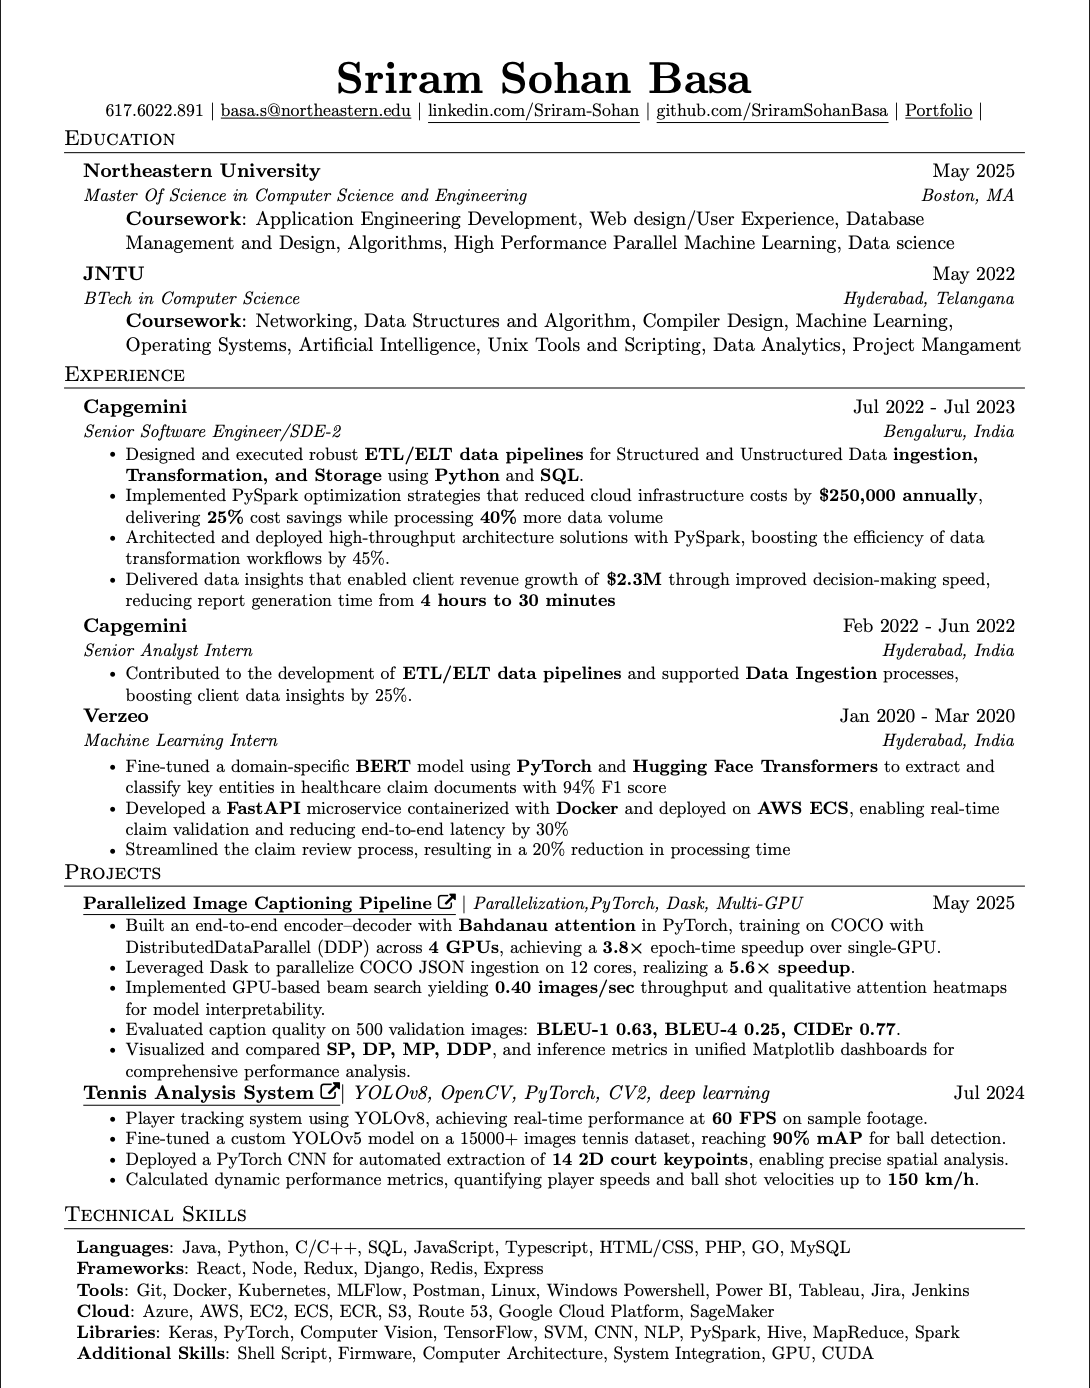 Sriram Sohan Basa
617.6022.891 | basa.s@northeastern.edu | linkedin.com/Sriram-Sohan | github.com/SriramSohanBasa | Portfolio |
Education
Northeastern University May 2025
Master Of Science in Computer Science and Engineering Boston, MA
Coursework: Application Engineering Development, Web design/User Experience, Database
Management and Design, Algorithms, High Performance Parallel Machine Learning, Data science
JNTU May 2022
BTech in Computer Science Hyderabad, Telangana
Coursework: Networking, Data Structures and Algorithm, Compiler Design, Machine Learning,
Operating Systems, Artificial Intelligence, Unix Tools and Scripting, Data Analytics, Project Mangament
Experience
Capgemini Jul 2022 - Jul 2023
Senior Software Engineer/SDE-2 Bengaluru, India
• Designed and executed robust ETL/ELT data pipelines for Structured and Unstructured Data ingestion,
Transformation, and Storage using Python and SQL.
• Implemented PySpark optimization strategies that reduced cloud infrastructure costs by $250,000 annually,
delivering 25% cost savings while processing 40% more data volume
• Architected and deployed high-throughput architecture solutions with PySpark, boosting the efficiency of data
transformation workflows by 45%.
• Delivered data insights that enabled client revenue growth of $2.3M through improved decision-making speed,
reducing report generation time from 4 hours to 30 minutes
Capgemini Feb 2022 - Jun 2022
Senior Analyst Intern Hyderabad, India
• Contributed to the development of ETL/ELT data pipelines and supported Data Ingestion processes,
boosting client data insights by 25%.
Verzeo Jan 2020 - Mar 2020
Machine Learning Intern Hyderabad, India
• Fine-tuned a domain-specific BERT model using PyTorch and Hugging Face Transformers to extract and
classify key entities in healthcare claim documents with 94% F1 score
• Developed a FastAPI microservice containerized with Docker and deployed on AWS ECS, enabling real-time
claim validation and reducing end-to-end latency by 30%
• Streamlined the claim review process, resulting in a 20% reduction in processing time
Projects
Parallelized Image Captioning Pipeline | Parallelization,PyTorch, Dask, Multi-GPU May 2025
• Built an end-to-end encoder–decoder with Bahdanau attention in PyTorch, training on COCO with
DistributedDataParallel (DDP) across 4 GPUs, achieving a 3.8× epoch-time speedup over single-GPU.
• Leveraged Dask to parallelize COCO JSON ingestion on 12 cores, realizing a 5.6× speedup.
• Implemented GPU-based beam search yielding 0.40 images/sec throughput and qualitative attention heatmaps
for model interpretability.
• Evaluated caption quality on 500 validation images: BLEU-1 0.63, BLEU-4 0.25, CIDEr 0.77.
• Visualized and compared SP, DP, MP, DDP, and inference metrics in unified Matplotlib dashboards for
comprehensive performance analysis.
Tennis Analysis System | YOLOv8, OpenCV, PyTorch, CV2, deep learning Jul 2024
• Player tracking system using YOLOv8, achieving real-time performance at 60 FPS on sample footage.
• Fine-tuned a custom YOLOv5 model on a 15000+ images tennis dataset, reaching 90% mAP for ball detection.
• Deployed a PyTorch CNN for automated extraction of 14 2D court keypoints, enabling precise spatial analysis.
• Calculated dynamic performance metrics, quantifying player speeds and ball shot velocities up to 150 km/h.
Technical Skills
Languages: Java, Python, C/C++, SQL, JavaScript, Typescript, HTML/CSS, PHP, GO, MySQL
Frameworks: React, Node, Redux, Django, Redis, Express
Tools: Git, Docker, Kubernetes, MLFlow, Postman, Linux, Windows Powershell, Power BI, Tableau, Jira, Jenkins
Cloud: Azure, AWS, EC2, ECS, ECR, S3, Route 53, Google Cloud Platform, SageMaker
Libraries: Keras, PyTorch, Computer Vision, TensorFlow, SVM, CNN, NLP, PySpark, Hive, MapReduce, Spark
Additional Skills: Shell Script, Firmware, Computer Architecture, System Integration, GPU, CUDA